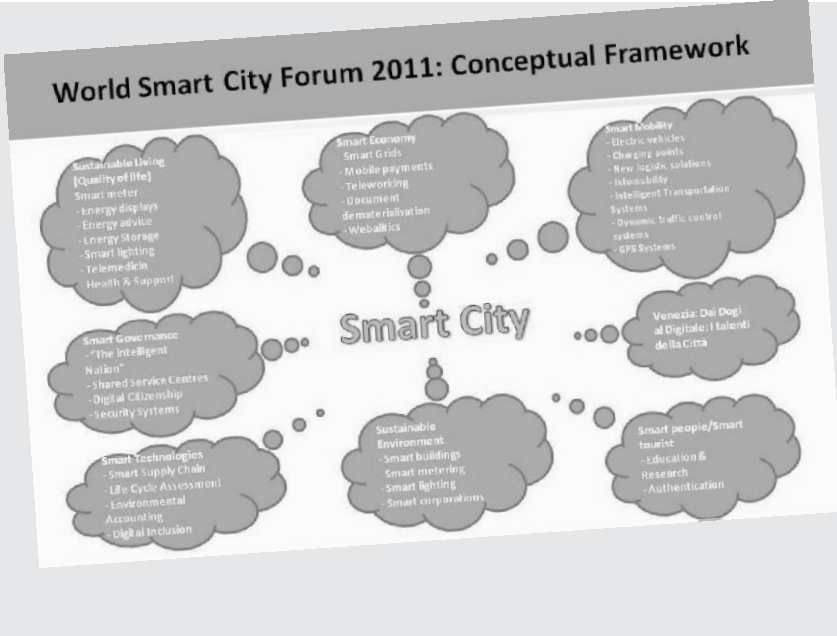 World Smart City Forum 2011: Conceptual Framework
Sustainable Living
(Quality of life)
Smart meter
- Energy displays
- Energy advice
- Energy Storage
- Smart lighting
- Telemedicin
Health & Support
Smart Economy
Smart Grids
- Mobile payments
- Teleworking
- Document
dematerialisation
- Webalitics
Smart Mobility
- Electric vehicles
- Charging points
- New logistic solutions
- Infomobility
- Intelligent Transportation
Systems
- Dynamic traffic control
systems
- GPS Systems
Smart City
Smart Governance
- "The intelligent
Nation"
- Shared Service Centres
- Digital Citizenship
- Security Systems
Venezia: Dai Dogi
al Digitale: I talenti
della Città
Smart Technologies
- Smart Supply Chain
- Life Cycle Assessment
- Environmental
Accounting
- Digital Inclusion
Sustainable
Environment
- Smart buildings
- Smart metering
- Smart lighting
- Smart corporations
Smart people/Smart
tourist
- Education &
Research
- Authentication